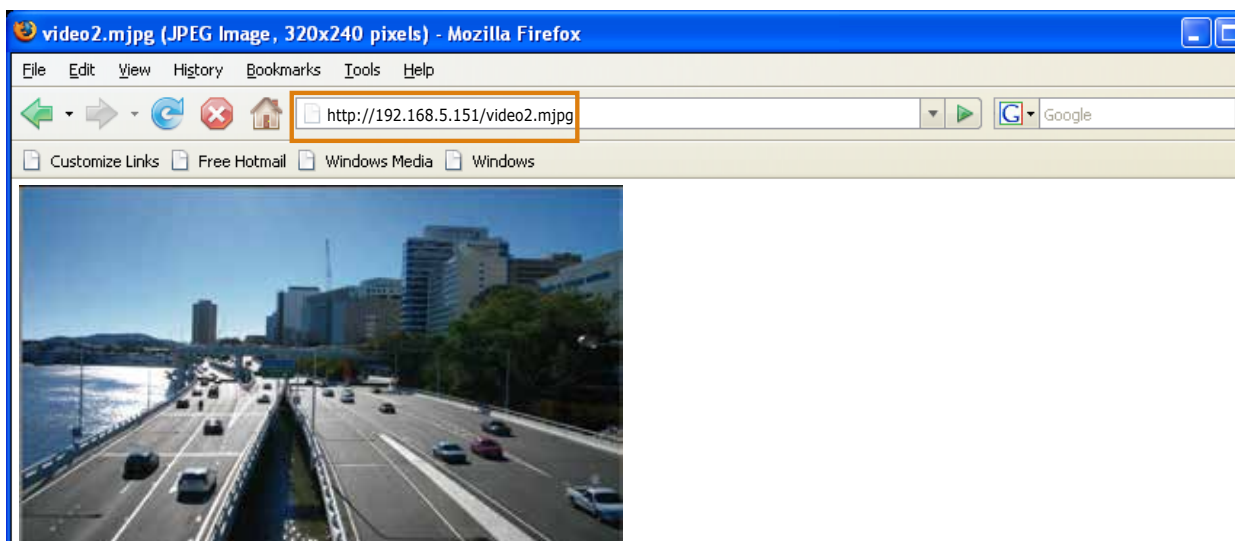 video2.mjpg (JPEG Image, 320x240 pixels) - Mozilla Firefox
File Edit View History Bookmarks Tools Help
http://192.168.5.151/video2.mjpg G Google
Customize Links Free Hotmail Windows Media Windows